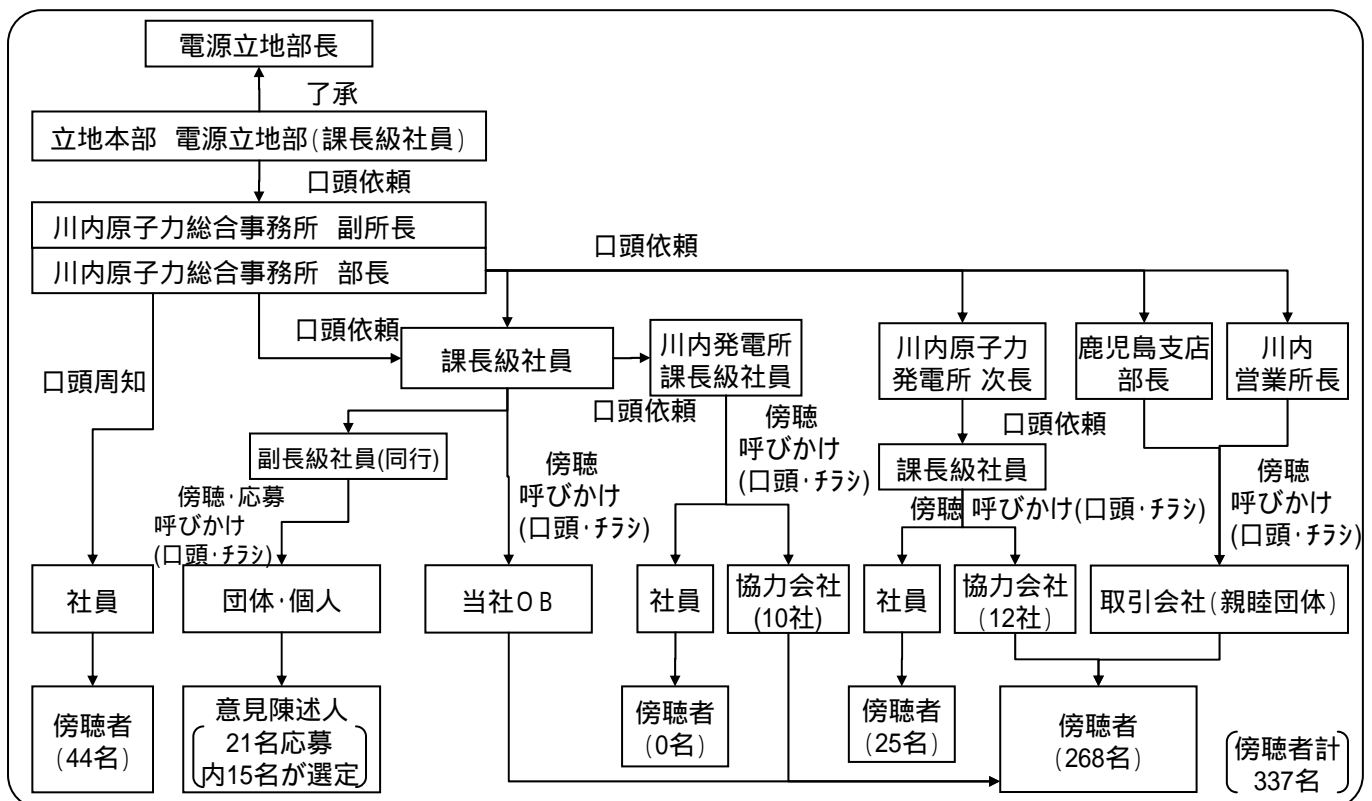 電源立地部長
了承
立地本部 電源立地部(課長級社員)
口頭依頼
川内原子力総合事務所 副所長
川内原子力総合事務所 部長
口頭依頼
口頭周知
口頭依頼
課長級社員
川内発電所
課長級社員
口頭依頼
川内原子力
発電所 次長
鹿児島支店
部長
川内
営業所長
口頭依頼
副長級社員(同行)
課長級社員
傍聴・応募
呼びかけ
(口頭・チラシ)
傍聴
呼びかけ
(口頭・チラシ)
傍聴
呼びかけ
(口頭・チラシ)
傍聴 呼びかけ(口頭・チラシ)
傍聴
呼びかけ
(口頭・チラシ)
社員
団体・個人
当社OB
社員
協力会社
(10社)
社員
協力会社
(12社)
取引会社(親睦団体)
傍聴者
(44名)
意見陳述人
21名応募
内15名が選定
傍聴者
(0名)
傍聴者
(25名)
傍聴者
(268名)
傍聴者計
337名